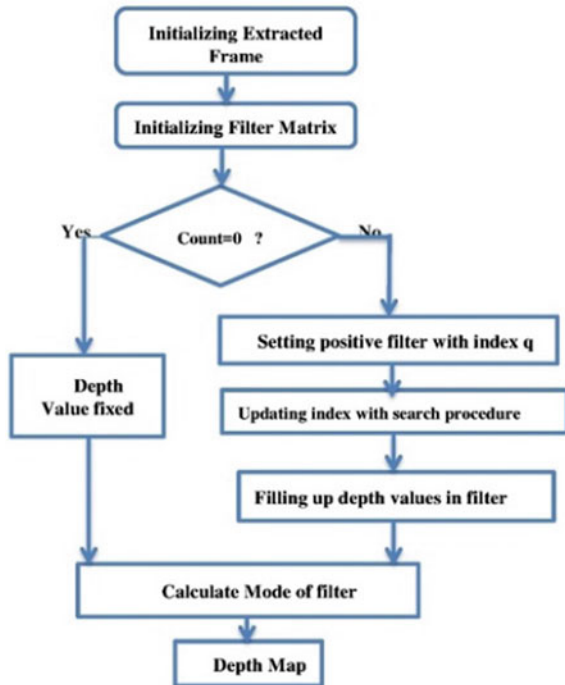 Initializing Extracted
Frame
Initializing Filter Matrix
Yes
Count=0 ?
No
Setting positive filter with index q
Depth
Value fixed
Updating index with search procedure
Filling up depth values in filter
Calculate Mode of filter
Depth Map